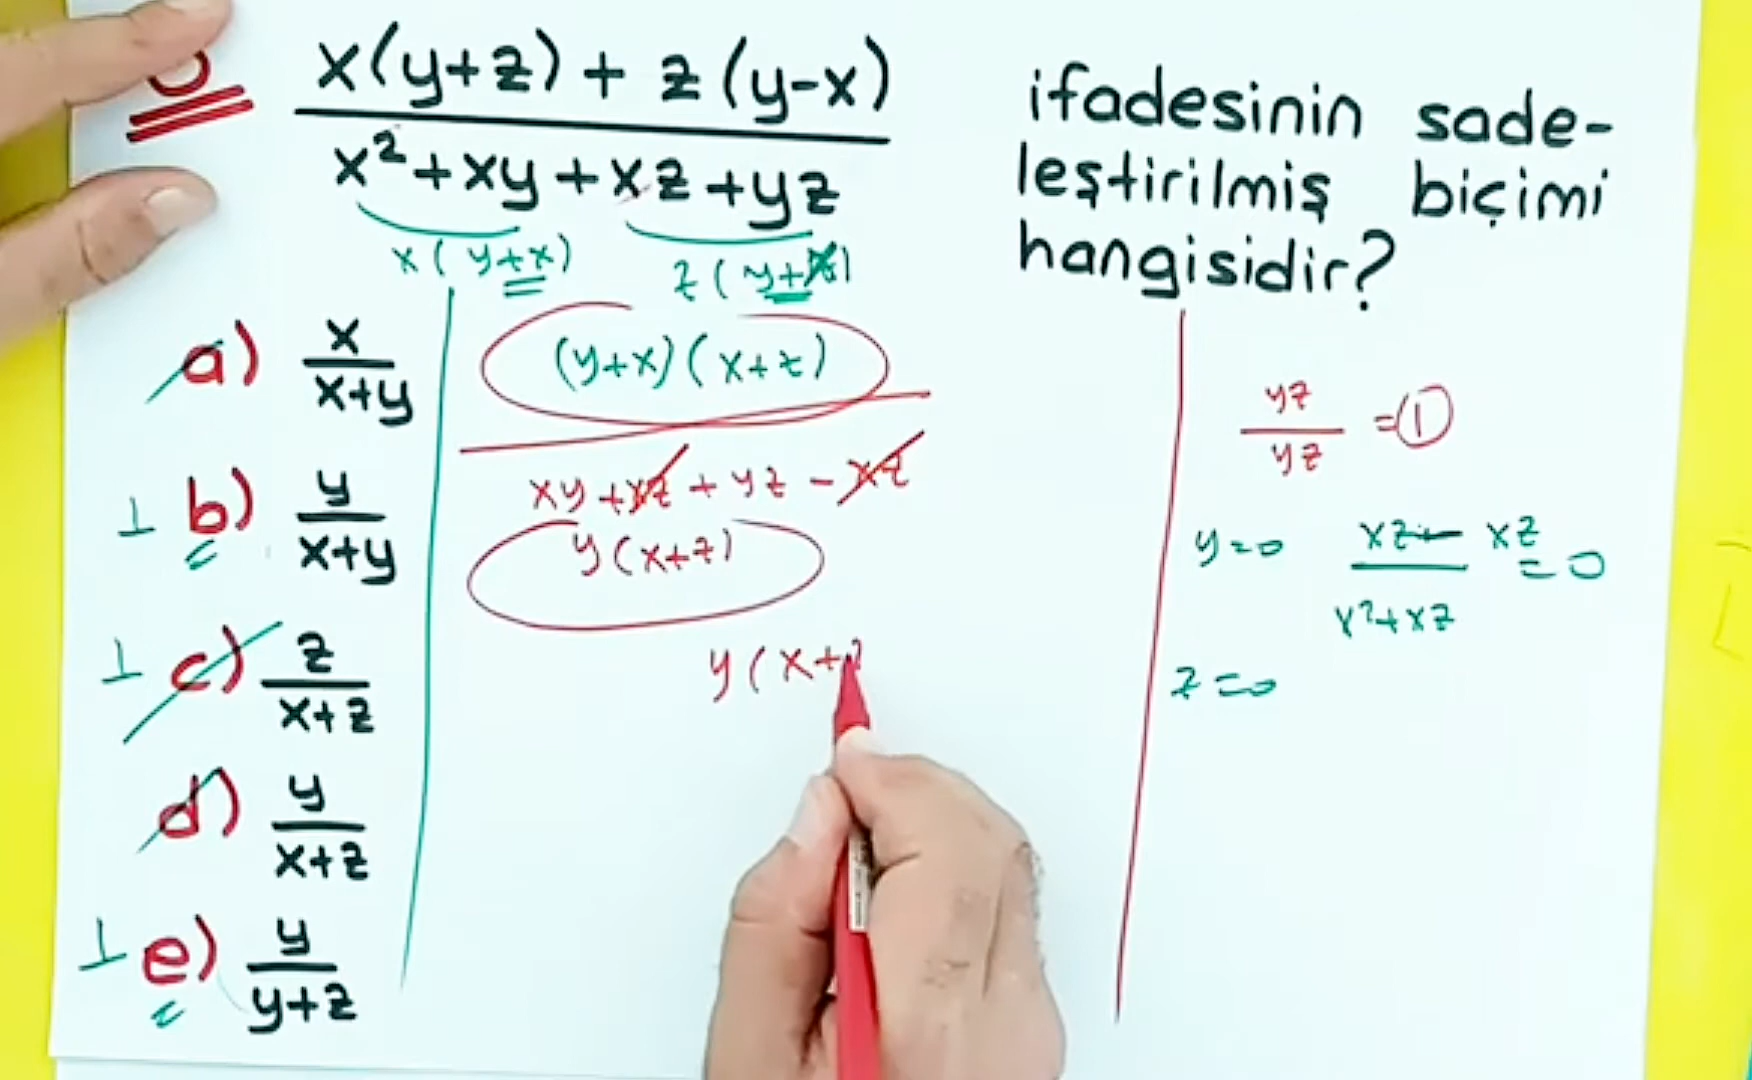 x(y+z) + z(y-x)
x²+xy+xz+yz
ifadesinin sade-
leştirilmiş biçimi
hangisidir?
x(y+x) z(y+x)
a) x
x+y
b) y
x+y
c) z
x+z
d) y
x+z
e) y
y+z
(y+x)(x+z)
xy+xz+yz-xz
y(x+z)
y(x+
yz
yz
=1
y=0 xz- xz
x²+xz
=0
z=0